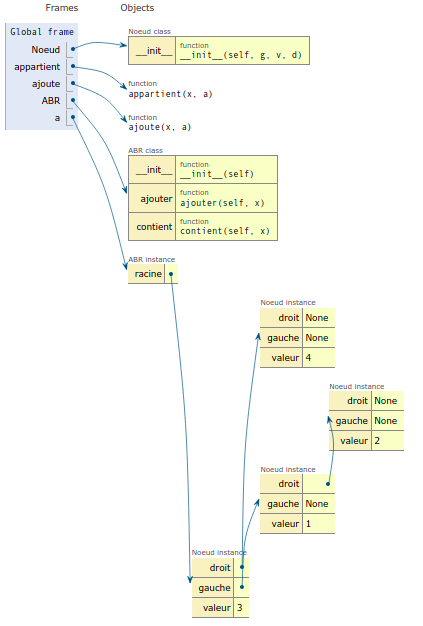 Frames Objects
Global frame
Noeud
appartient
ajoute
ABR
a
Noeud class
__init__ function
__init__(self, g, v, d)
function
appartient(x, a)
function
ajoute(x, a)
ABR class
__init__ function
__init__(self)
ajouter function
ajouter(self, x)
contient function
contient(self, x)
ABR instance
racine
Noeud instance
droit None
gauche None
valeur 4
Noeud instance
droit None
gauche None
valeur 2
Noeud instance
droit
gauche None
valeur 1
Noeud instance
droit
gauche
valeur 3